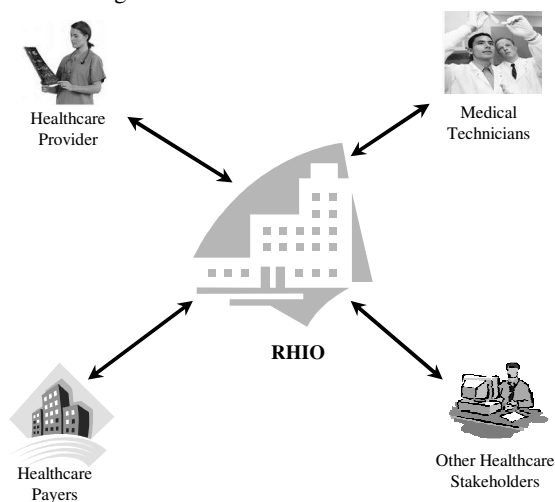 Healthcare
Provider
Medical
Technicians
RHIO
Healthcare
Payers
Other Healthcare
Stakeholders